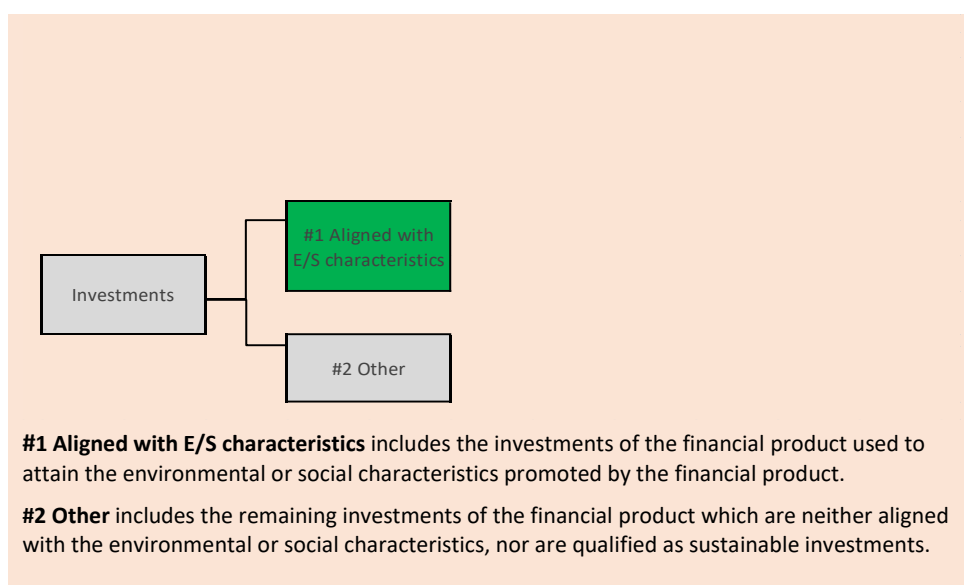 #1 Aligned with
E/S characteristics
Investments
#2 Other
#1 Aligned with E/S characteristics includes the investments of the financial product used to
attain the environmental or social characteristics promoted by the financial product.
#2 Other includes the remaining investments of the financial product which are neither aligned
with the environmental or social characteristics, nor are qualified as sustainable investments.